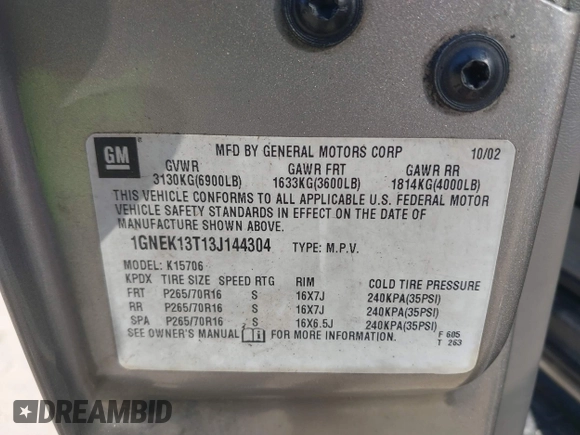 GM
MFD BY GENERAL MOTORS CORP 10/02
GVWR GAWR FRT GAWR RR
3130KG(6900LB) 1633KG(3600LB) 1814KG(4000LB)
THIS VEHICLE CONFORMS TO ALL APPLICABLE U.S. FEDERAL MOTOR
VEHICLE SAFETY STANDARDS IN EFFECT ON THE DATE OF
MANUFACTURE SHOWN ABOVE.
1GNEK13T13J144304 TYPE: M.P.V.
MODEL: K15706
KPDX TIRE SIZE SPEED RTG RIM COLD TIRE PRESSURE
FRT P265/70R16 S 16X7J 240KPA(35PSI)
RR P265/70R16 S 16X7J 240KPA(35PSI)
SPA P265/70R16 S 16X6.5J 240KPA(35PSI)
SEE OWNER'S MANUAL FOR MORE INFORMATION. F 605
T 263
DREAMBID